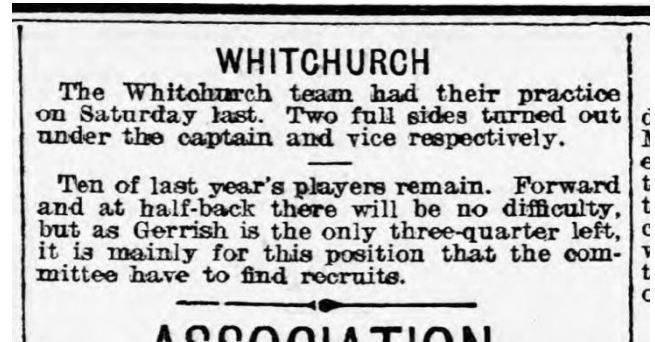 WHITCHURCH
The Whitchurch team had their practice
on Saturday last. Two full sides turned out
under the captain and vice respectively.
Ten of last year's players remain. Forward
and at half-back there will be no difficulty,
but as Gerrish is the only three-quarter left,
it is mainly for this position that the com-
mittee have to find recruits.
ASSOCIATION